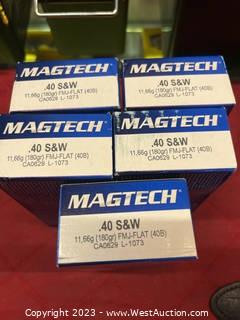 MAGTECH
.40 S&W
11,66g (180gr) FMJ-FLAT (40B)
CA0629 L-1073
MAGTECH
.40 S&W
11,66g (180gr) FMJ-FLAT (40B)
CA0629 L-1073
MAGTECH
.40 S&W
11,66g (180gr) FMJ-FLAT (40B)
CA0629 L-1073
MAGTECH
.40 S&W
11,66g (180gr) FMJ-FLAT (40B)
CA0629 L-1073
MAGTECH
.40 S&W
11,66g (180gr) FMJ-FLAT (40B)
CA0629 L-1073
Copyright © 2023 - www.WestAuction.com